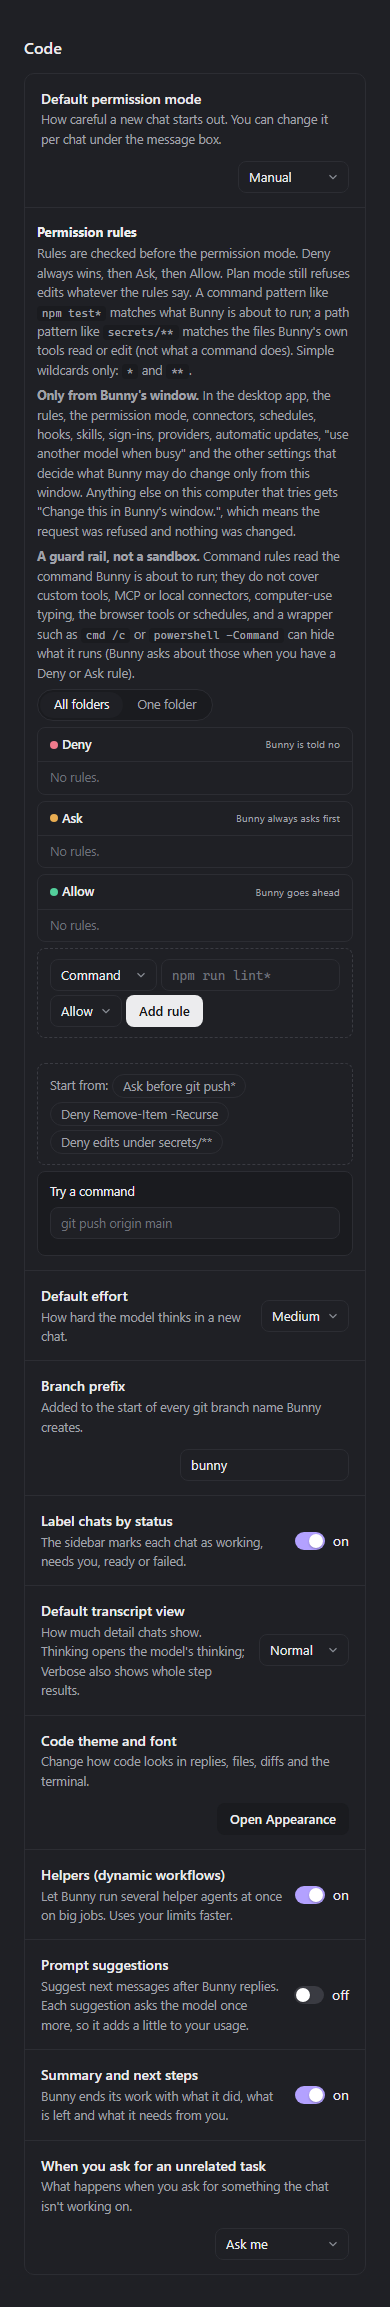 Code
Default permission mode
How careful a new chat starts out. You can change it
per chat under the message box.
Manual
Permission rules
Rules are checked before the permission mode. Deny
always wins, then Ask, then Allow. Plan mode still refuses
edits whatever the rules say. A command pattern like
npm test* matches what Bunny is about to run; a path
pattern like secrets/** matches the files Bunny's own
tools read or edit (not what a command does). Simple
wildcards only: * and **.
Only from Bunny's window. In the desktop app, the
rules, the permission mode, connectors, schedules,
hooks, skills, sign-ins, providers, automatic updates, "use
another model when busy" and the other settings that
decide what Bunny may do change only from this
window. Anything else on this computer that tries gets
"Change this in Bunny's window.", which means the
request was refused and nothing was changed.
A guard rail, not a sandbox. Command rules read the
command Bunny is about to run; they do not cover
custom tools, MCP or local connectors, computer-use
typing, the browser tools or schedules, and a wrapper
such as cmd /c or powershell -Command can hide
what it runs (Bunny asks about those when you have a
Deny or Ask rule).
All folders One folder
Deny Bunny is told no
No rules.
Ask Bunny always asks first
No rules.
Allow Bunny goes ahead
No rules.
Command npm run lint*
Allow Add rule
Start from: Ask before git push*
Deny Remove-Item -Recurse
Deny edits under secrets/**
Try a command
git push origin main
Default effort
How hard the model thinks in a new
chat.
Medium
Branch prefix
Added to the start of every git branch name Bunny
creates.
bunny
Label chats by status
The sidebar marks each chat as working,
needs you, ready or failed.
on
Default transcript view
How much detail chats show.
Thinking opens the model's thinking;
Verbose also shows whole step
results.
Normal
Code theme and font
Change how code looks in replies, files, diffs and the
terminal.
Open Appearance
Helpers (dynamic workflows)
Let Bunny run several helper agents at once
on big jobs. Uses your limits faster.
on
Prompt suggestions
Suggest next messages after Bunny replies.
Each suggestion asks the model once
more, so it adds a little to your usage.
off
Summary and next steps
Bunny ends its work with what it did, what
is left and what it needs from you.
on
When you ask for an unrelated task
What happens when you ask for something the chat
isn't working on.
Ask me